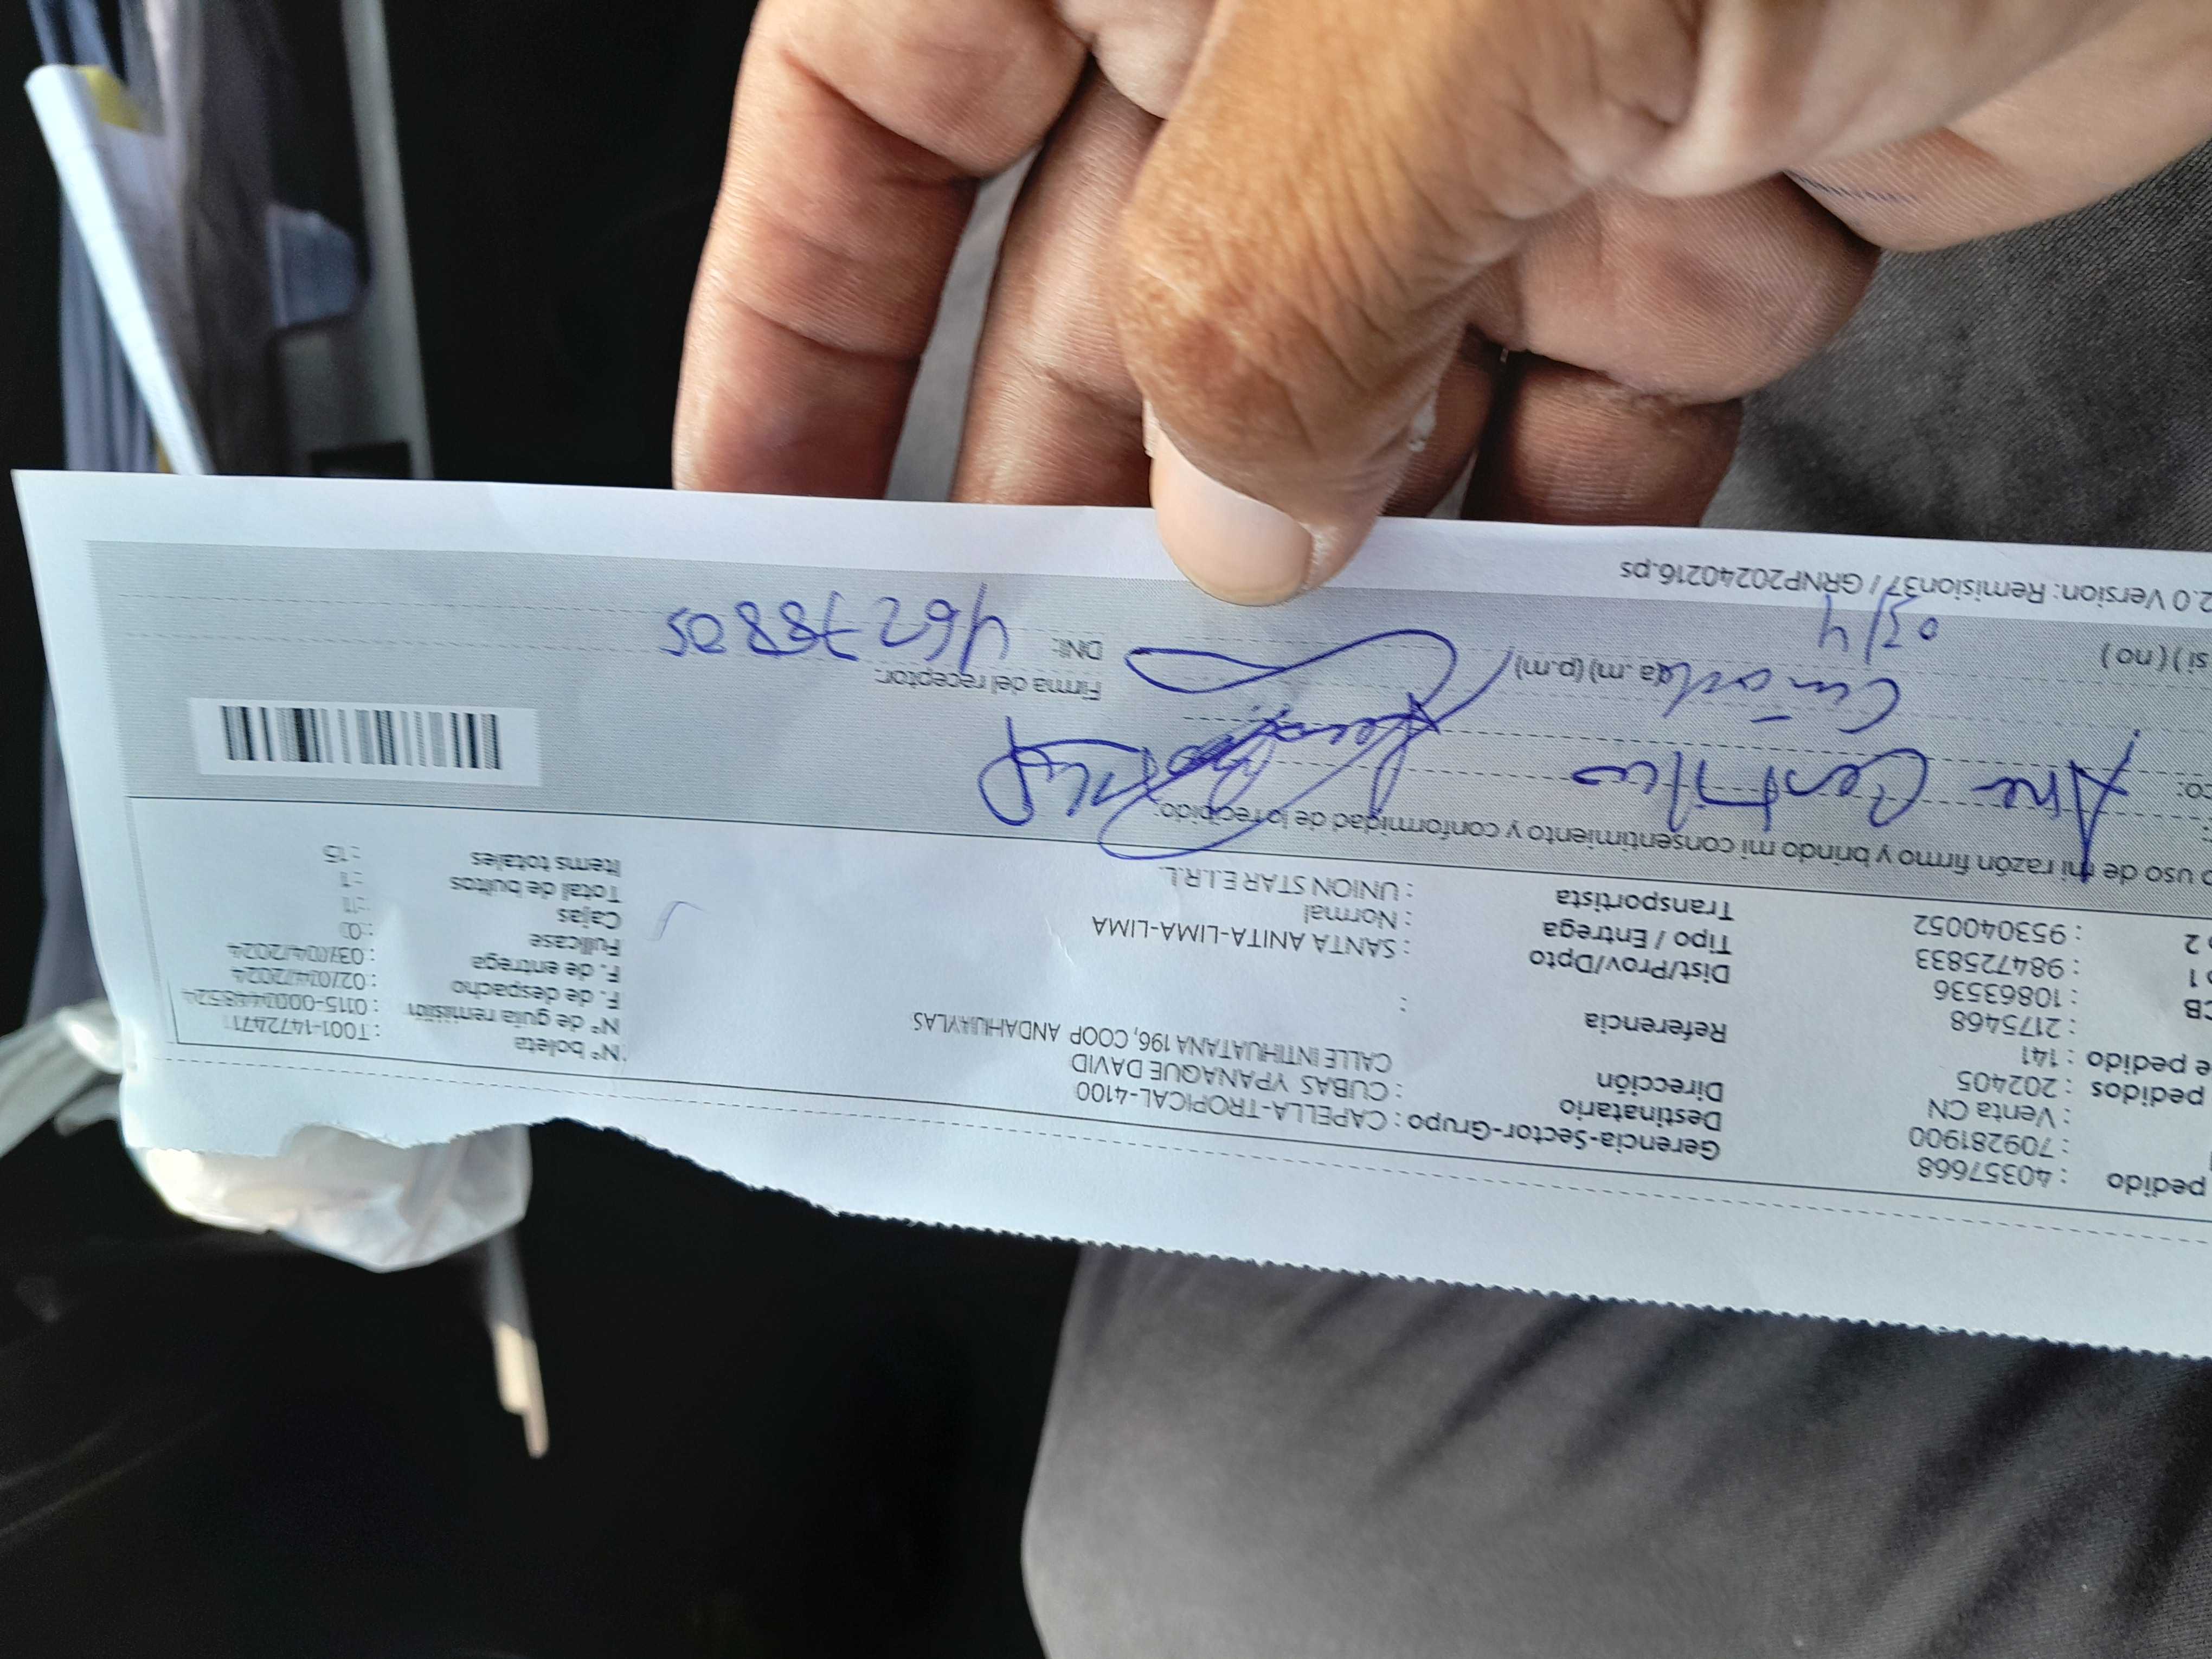 pedido : 40357668
: 709281900
: Venta CN
pedidos : 202405
e pedido : 141
: 2175468
CB : 10863536
1 : 984725833
2 : 953040052
Gerencia-Sector-Grupo : CAPELLA-TROPICAL-4100
Destinatario : CUBAS YPANAQUE DAVID
Dirección CALLE INTIHUATANA 196, COOP ANDAHUAYLAS
Referencia :
Dist/Prov/Dpto : SANTA ANITA-LIMA-LIMA
Tipo / Entrega : Normal
Transportista : UNION STAR E.I.R.L.
N° boleta : T001-1472471
N° de guía remisión : 0115-000448524
F. de despacho : 02/04/2024
F. de entrega : 03/04/2024
Fullcase : 0
Cajas : 1
Total de bultos : 1
Items totales : 15
o uso de mi razón firmo y brindo mi consentimiento y conformidad de lo recibido:
co:
(a.m) (p.m)
Firma del receptor:
si ) ( no )
03/4
DNI: 46278805
2.0 Version: Remision37 / GRNP20240216.ps